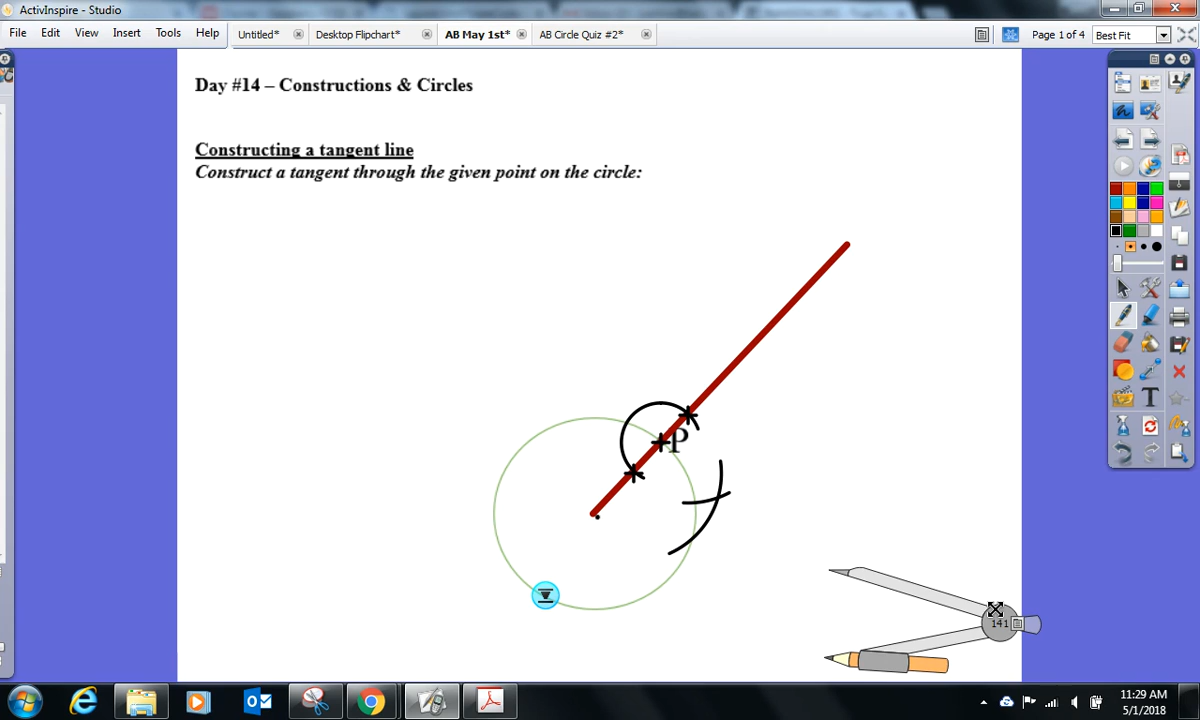 ActivInspire - Studio
File Edit View Insert Tools Help
Untitled* Desktop Flipchart* AB May 1st* AB Circle Quiz #2*
Page 1 of 4 Best Fit
Day #14 – Constructions & Circles
Constructing a tangent line
Construct a tangent through the given point on the circle:
P
141
T
11:29 AM
5/1/2018